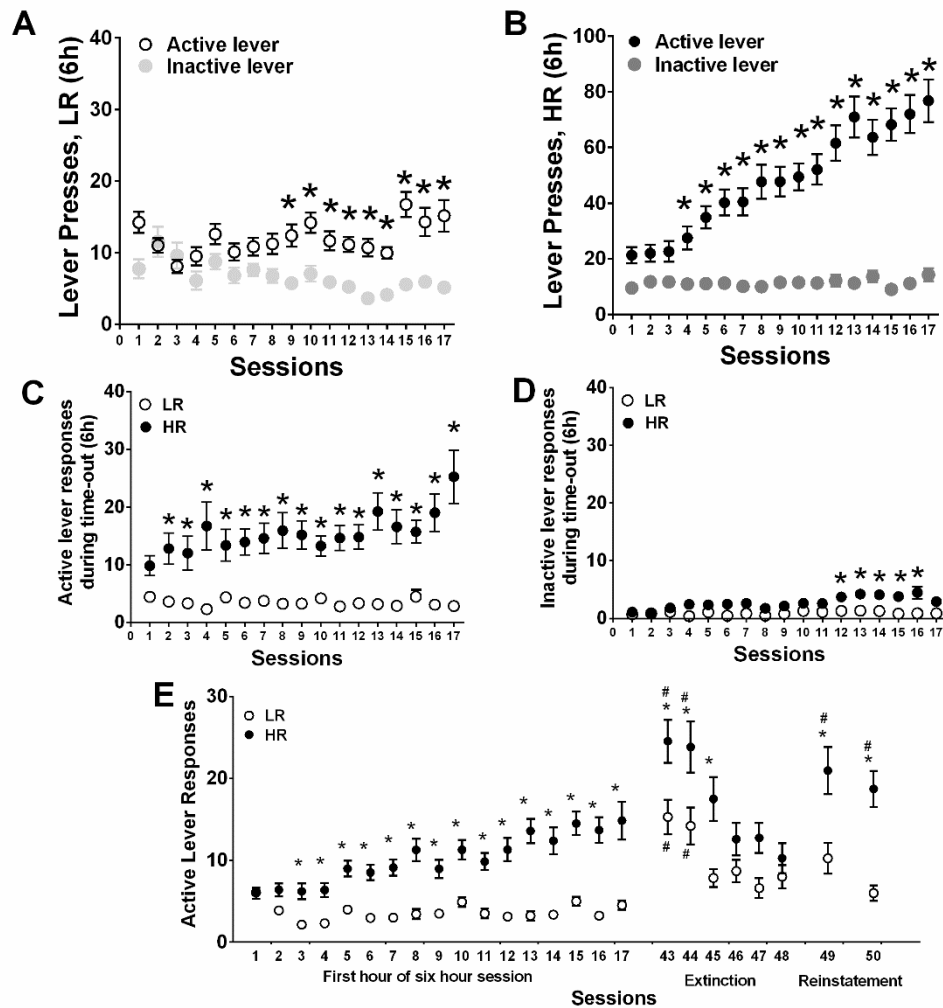 A
Lever Presses, LR (6h)
40
30
20
10
0
Active lever
Inactive lever
* * * * * * * * *
0 1 2 3 4 5 6 7 8 9 10 11 12 13 14 15 16 17
Sessions
B
Lever Presses, HR (6h)
100
80
60
40
20
0
Active lever
Inactive lever
* * * * * * * * * * * * * *
0 1 2 3 4 5 6 7 8 9 10 11 12 13 14 15 16 17
Sessions
C
Active lever responses
during time-out (6h)
40
30
20
10
0
LR
HR
* * * * * * * * * * * * * * * *
1 2 3 4 5 6 7 8 9 10 11 12 13 14 15 16 17
Sessions
D
Inactive lever responses
during time-out (6h)
40
30
20
10
0
LR
HR
* * * * *
0 1 2 3 4 5 6 7 8 9 10 11 12 13 14 15 16 17
Sessions
E
Active Lever Responses
30
20
10
0
LR
HR
# # # #
* * * * * * * * * * * * * * * * * * * *
# #
1 2 3 4 5 6 7 8 9 10 11 12 13 14 15 16 17 43 44 45 46 47 48 49 50
First hour of six hour session Extinction Reinstatement
Sessions